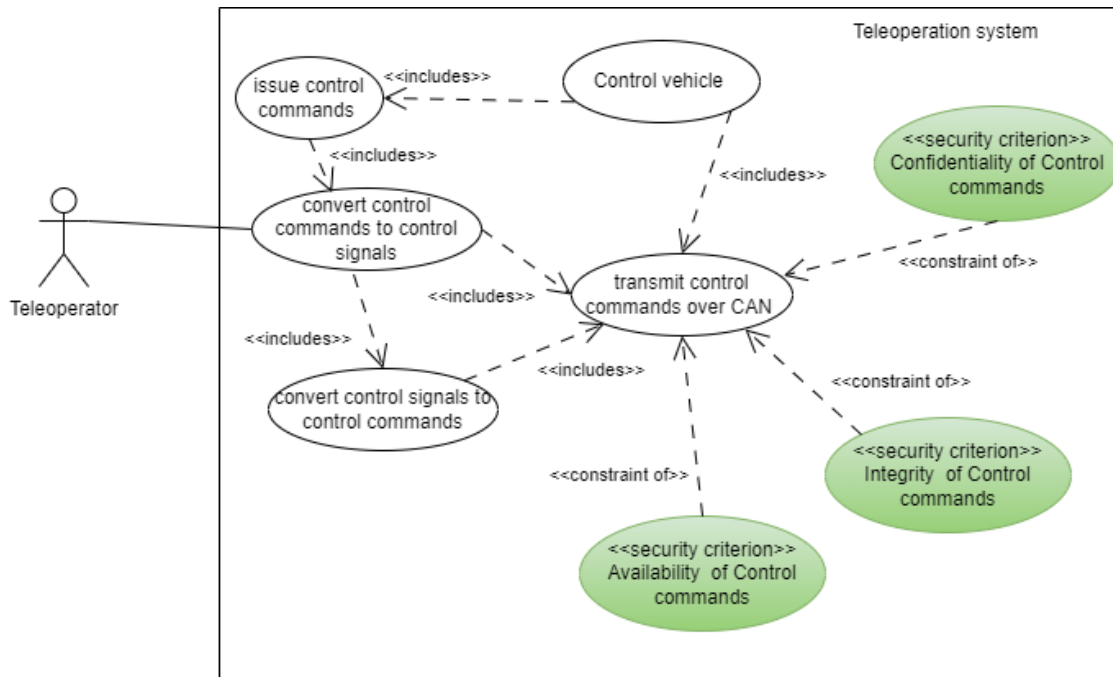 Teleoperation system
<<includes>>
issue control
commands
Control vehicle
<<includes>>
<<includes>>
<<security criterion>>
Confidentiality of Control
commands
convert control
commands to control
signals
<<constraint of>>
Teleoperator
<<includes>>
transmit control
commands over CAN
<<includes>>
<<includes>>
<<constraint of>>
convert control signals to
control commands
<<security criterion>>
Integrity of Control
commands
<<constraint of>>
<<security criterion>>
Availability of Control
commands